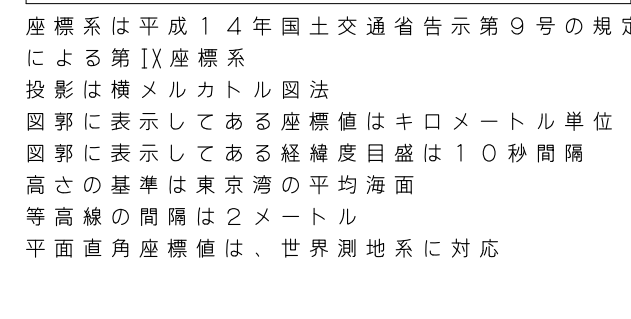 座標系は平成１４年国土交通省告示第９号の規定
による第Ⅸ座標系
投影は横メルカトル図法
図郭に表示してある座標値はキロメートル単位
図郭に表示してある経緯度目盛は１０秒間隔
高さの基準は東京湾の平均海面
等高線の間隔は２メートル
平面直角座標値は、世界測地系に対応